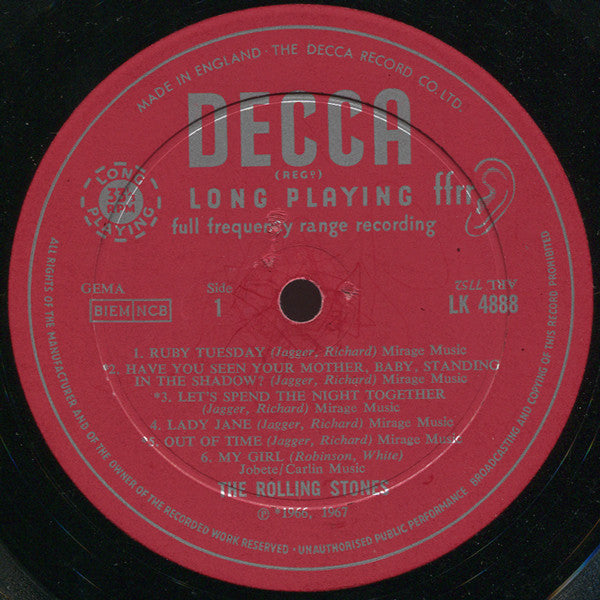 MADE IN ENGLAND · THE DECCA RECORD CO LTD
DECCA
(REGD)
LONG PLAYING
33⅓ RPM
LONG PLAYING ffrr
full frequency range recording
GEMA
Side
ARL 7752
BIEM NCB
1
LK 4888
1. RUBY TUESDAY (Jagger, Richard) Mirage Music
*2. HAVE YOU SEEN YOUR MOTHER, BABY, STANDING
IN THE SHADOW? (Jagger, Richard) Mirage Music
*3. LET'S SPEND THE NIGHT TOGETHER
(Jagger, Richard) Mirage Music
4. LADY JANE (Jagger, Richard) Mirage Music
*5. OUT OF TIME (Jagger, Richard) Mirage Music
6. MY GIRL (Robinson, White)
Jobete/Carlin Music
THE ROLLING STONES
℗ *1966, 1967
ALL RIGHTS OF THE MANUFACTURER AND OF THE OWNER OF THE RECORDED WORK RESERVED · UNAUTHORISED PUBLIC PERFORMANCE BROADCASTING AND COPYING OF THIS RECORD PROHIBITED